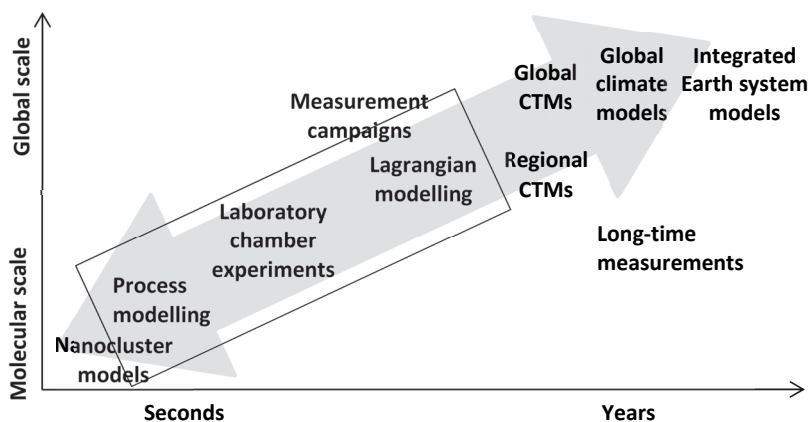 Global scale
Molecular scale
Measurement
campaigns
Global
CTMs
Global
climate
models
Integrated
Earth system
models
Lagrangian
modelling
Regional
CTMs
Laboratory
chamber
experiments
Long-time
measurements
Process
modelling
Nanocluster
models
Seconds
Years